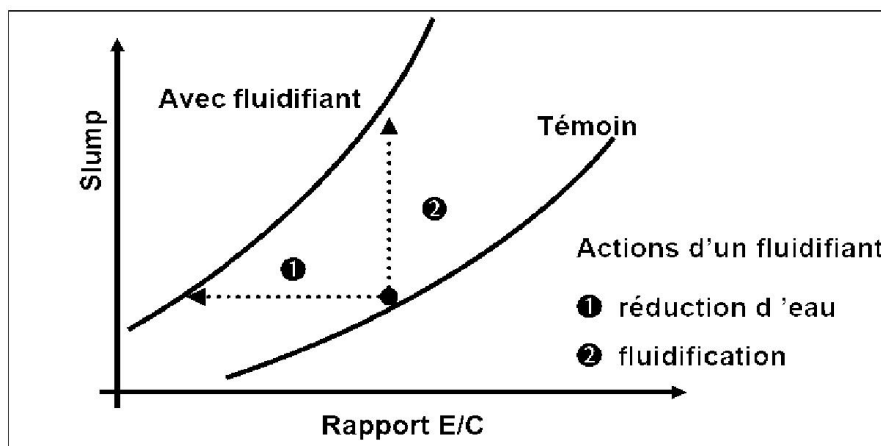 Avec fluidifiant
Témoin
Slump
❷
❶
Actions d'un fluidifiant
❶ réduction d 'eau
❷ fluidification
Rapport E/C